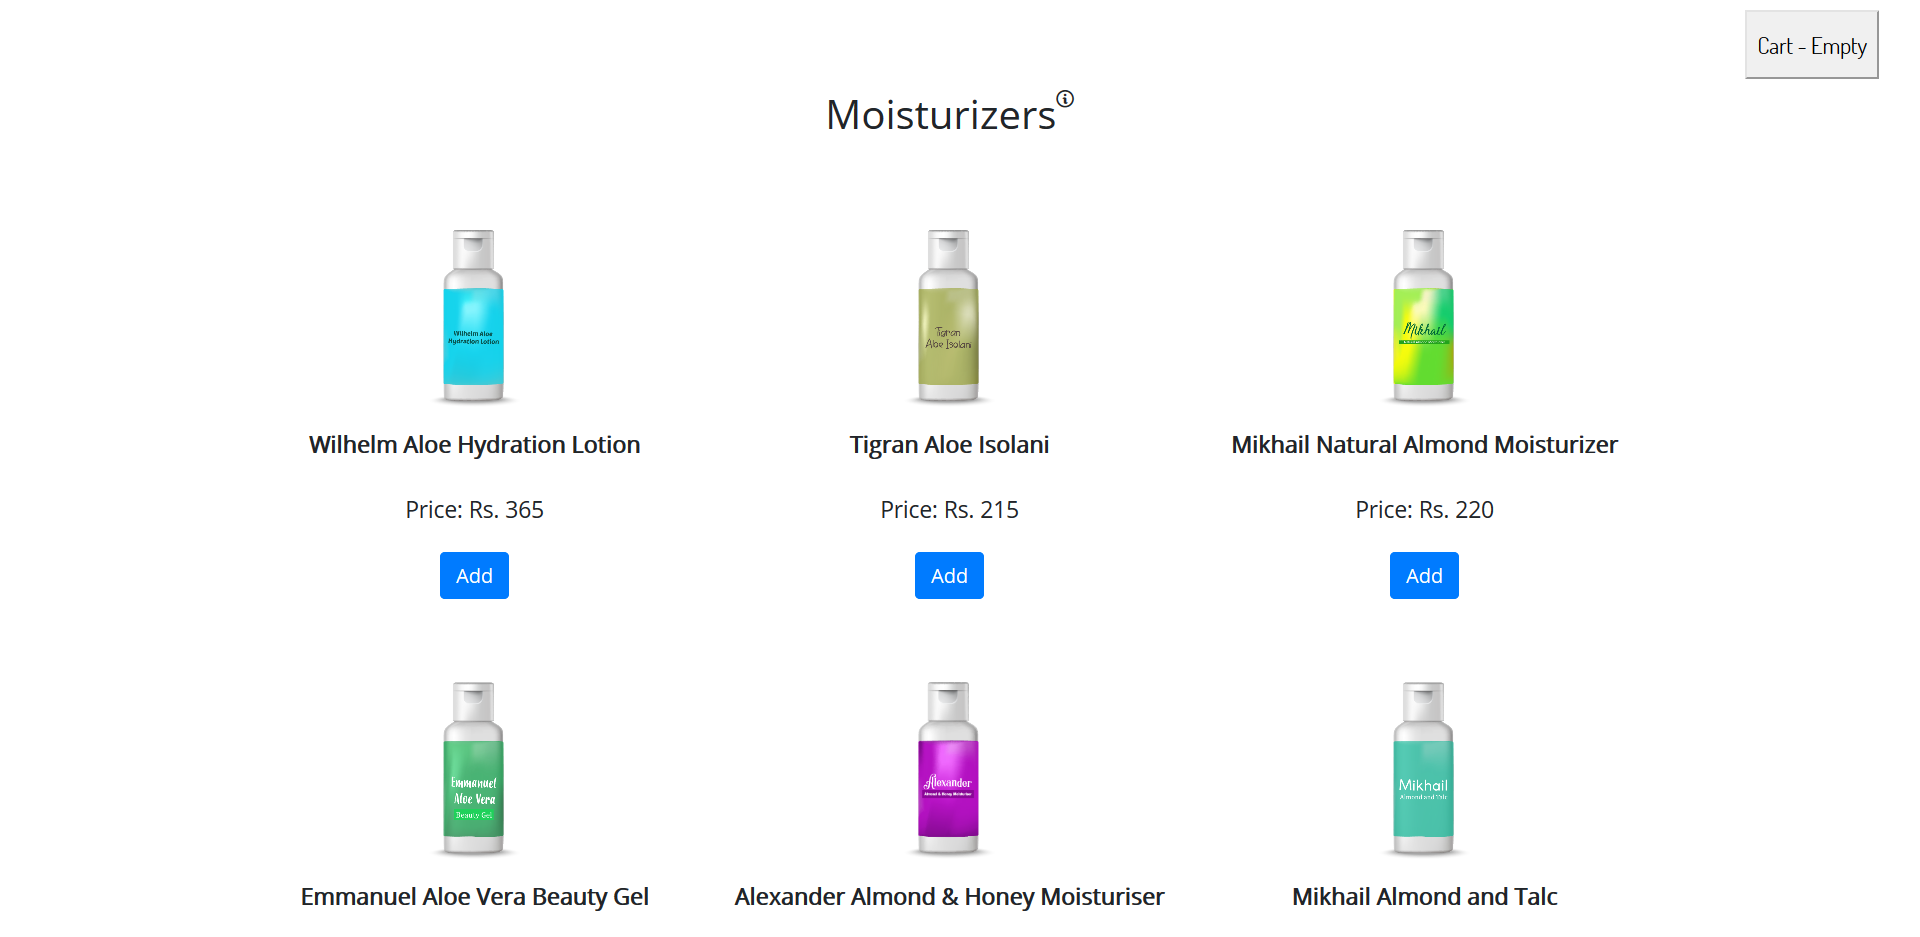 Cart - Empty
Moisturizers
Wilhelm Aloe
Hydration Lotion
Tigran
Aloe Isolani
Mikhail
Wilhelm Aloe Hydration Lotion
Tigran Aloe Isolani
Mikhail Natural Almond Moisturizer
Price: Rs. 365
Price: Rs. 215
Price: Rs. 220
Add
Add
Add
Emmanuel
Aloe Vera
Beauty Gel
Alexander
Almond & Honey Moisturiser
Mikhail
Almond and Talc
Emmanuel Aloe Vera Beauty Gel
Alexander Almond & Honey Moisturiser
Mikhail Almond and Talc